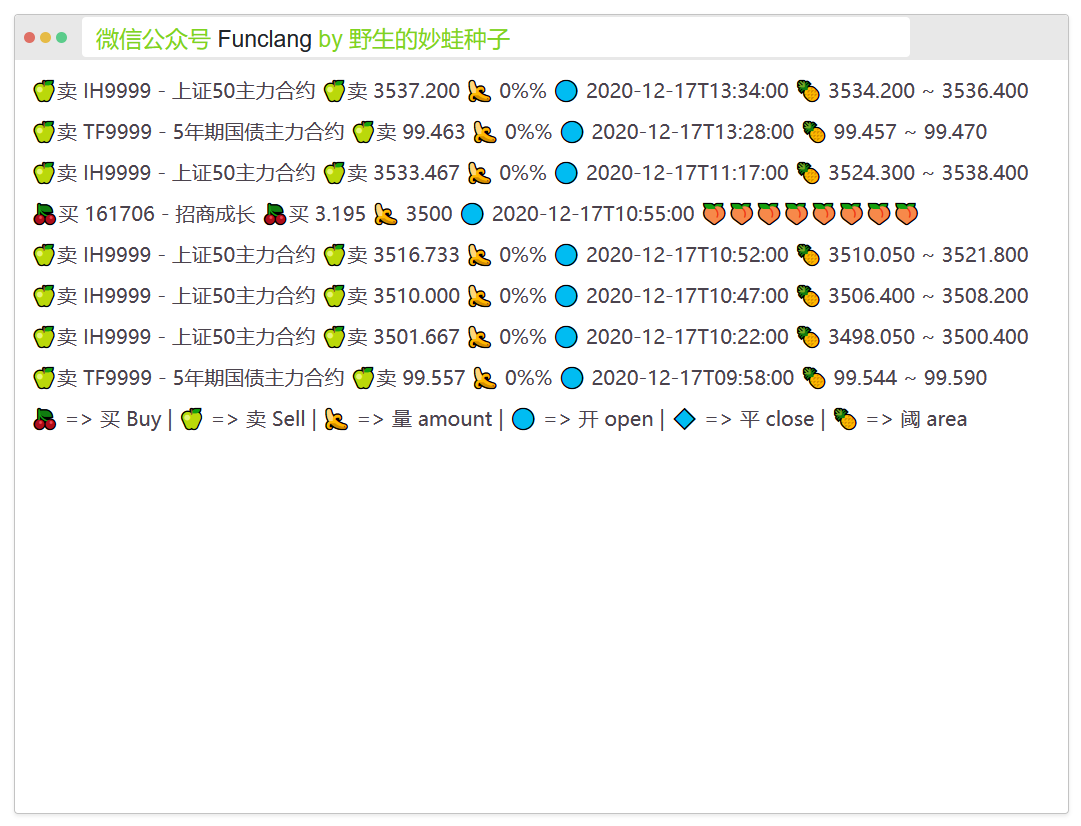 微信公众号 Funclang by 野生的妙蛙种子
🍏卖 IH9999 - 上证50主力合约 🍏卖 3537.200 🍌 0%% 🔵 2020-12-17T13:34:00 🍍 3534.200 ~ 3536.400
🍏卖 TF9999 - 5年期国债主力合约 🍏卖 99.463 🍌 0%% 🔵 2020-12-17T13:28:00 🍍 99.457 ~ 99.470
🍏卖 IH9999 - 上证50主力合约 🍏卖 3533.467 🍌 0%% 🔵 2020-12-17T11:17:00 🍍 3524.300 ~ 3538.400
🍒买 161706 - 招商成长 🍒买 3.195 🍌 3500 🔵 2020-12-17T10:55:00 🍑🍑🍑🍑🍑🍑🍑🍑
🍏卖 IH9999 - 上证50主力合约 🍏卖 3516.733 🍌 0%% 🔵 2020-12-17T10:52:00 🍍 3510.050 ~ 3521.800
🍏卖 IH9999 - 上证50主力合约 🍏卖 3510.000 🍌 0%% 🔵 2020-12-17T10:47:00 🍍 3506.400 ~ 3508.200
🍏卖 IH9999 - 上证50主力合约 🍏卖 3501.667 🍌 0%% 🔵 2020-12-17T10:22:00 🍍 3498.050 ~ 3500.400
🍏卖 TF9999 - 5年期国债主力合约 🍏卖 99.557 🍌 0%% 🔵 2020-12-17T09:58:00 🍍 99.544 ~ 99.590
🍒 => 买 Buy | 🍏 => 卖 Sell | 🍌 => 量 amount | 🔵 => 开 open | 🔷 => 平 close | 🍍 => 阈 area